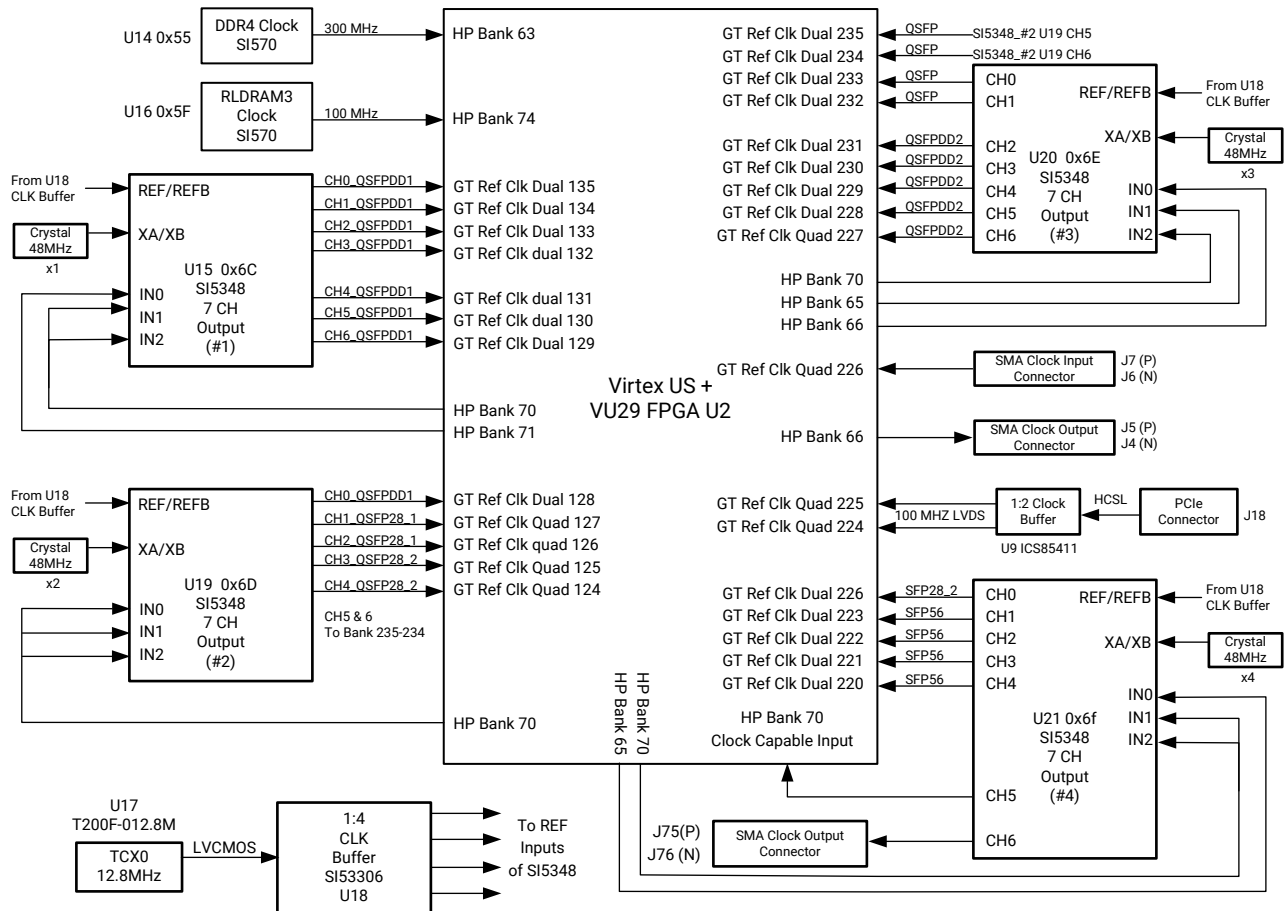 U14 0x55
DDR4 Clock
SI570
300 MHz
HP Bank 63
U16 0x5F
RLDRAM3
Clock
SI570
100 MHz
HP Bank 74
From U18
CLK Buffer
Crystal
48MHz
x1
REF/REFB
XA/XB
U15 0x6C
SI5348
7 CH
Output
(#1)
IN0
IN1
IN2
CH0_QSFPDD1
CH1_QSFPDD1
CH2_QSFPDD1
CH3_QSFPDD1
CH4_QSFPDD1
CH5_QSFPDD1
CH6_QSFPDD1
GT Ref Clk Dual 135
GT Ref Clk Dual 134
GT Ref Clk Dual 133
GT Ref Clk dual 132
GT Ref Clk dual 131
GT Ref Clk dual 130
GT Ref Clk Dual 129
HP Bank 70
HP Bank 71
From U18
CLK Buffer
Crystal
48MHz
x2
REF/REFB
XA/XB
U19 0x6D
SI5348
7 CH
Output
(#2)
IN0
IN1
IN2
CH0_QSFPDD1
CH1_QSFP28_1
CH2_QSFP28_1
CH3_QSFP28_2
CH4_QSFP28_2
CH5 & 6
To Bank 235-234
GT Ref Clk Dual 128
GT Ref Clk Quad 127
GT Ref Clk quad 126
GT Ref Clk Quad 125
GT Ref Clk Quad 124
HP Bank 70
Virtex US +
VU29 FPGA U2
GT Ref Clk Dual 235
GT Ref Clk Dual 234
GT Ref Clk Dual 233
GT Ref Clk Dual 232
GT Ref Clk Dual 231
GT Ref Clk Dual 230
GT Ref Clk Dual 229
GT Ref Clk Dual 228
GT Ref Clk Quad 227
HP Bank 70
HP Bank 65
HP Bank 66
QSFP
QSFP
QSFP
QSFP
QSFPDD2
QSFPDD2
QSFPDD2
QSFPDD2
QSFPDD2
SI5348_#2 U19 CH5
SI5348_#2 U19 CH6
CH0
CH1
CH2
CH3
CH4
CH5
CH6
REF/REFB
XA/XB
U20 0x6E
SI5348
7 CH
Output
(#3)
IN0
IN1
IN2
From U18
CLK Buffer
Crystal
48MHz
x3
GT Ref Clk Quad 226
SMA Clock Input
Connector
J7 (P)
J6 (N)
HP Bank 66
SMA Clock Output
Connector
J5 (P)
J4 (N)
GT Ref Clk Quad 225
GT Ref Clk Quad 224
100 MHZ LVDS
1:2 Clock
Buffer
U9 ICS85411
HCSL
PCIe
Connector
J18
GT Ref Clk Dual 226
GT Ref Clk Dual 223
GT Ref Clk Dual 222
GT Ref Clk Dual 221
GT Ref Clk Dual 220
SFP28_2
SFP56
SFP56
SFP56
SFP56
CH0
CH1
CH2
CH3
CH4
CH5
CH6
REF/REFB
XA/XB
U21 0x6f
SI5348
7 CH
Output
(#4)
IN0
IN1
IN2
From U18
CLK Buffer
Crystal
48MHz
x4
HP Bank 65
HP Bank 70
HP Bank 70
Clock Capable Input
J75(P)
J76 (N)
SMA Clock Output
Connector
U17
T200F-012.8M
TCX0
12.8MHz
LVCMOS
1:4
CLK
Buffer
SI53306
U18
To REF
Inputs
of SI5348